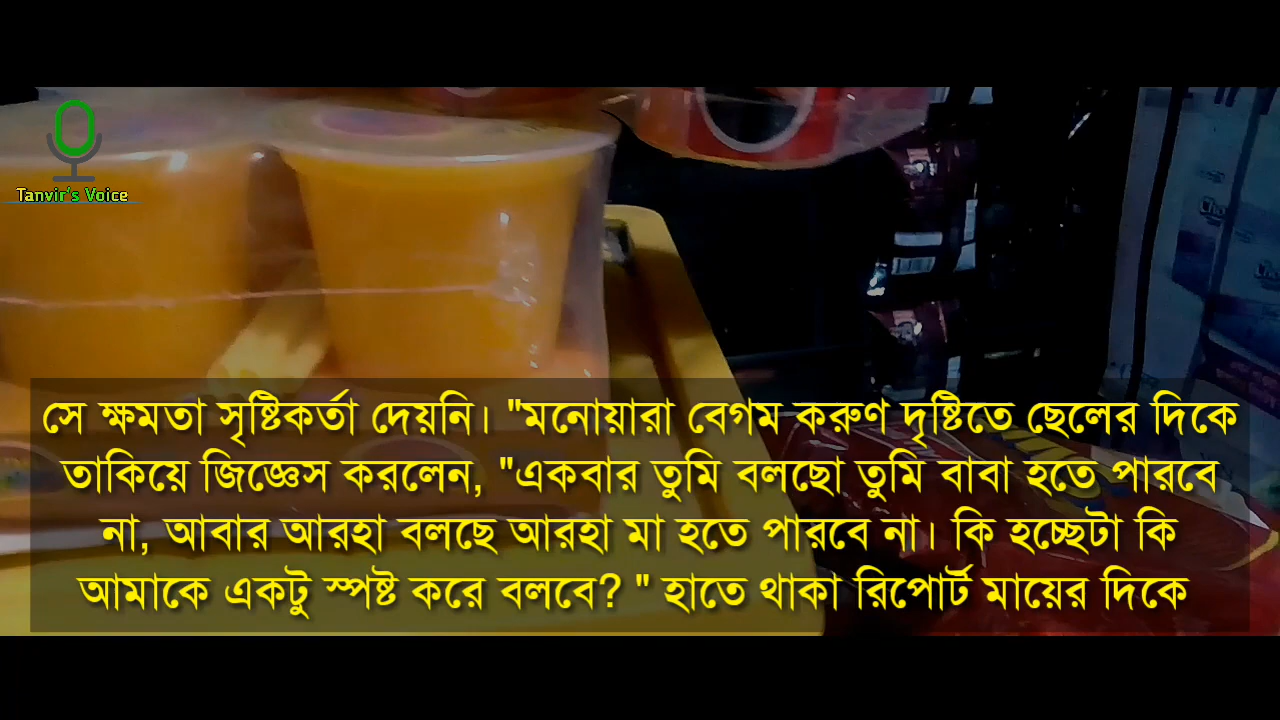 Tanvir's Voice
সে ক্ষমতা সৃষ্টিকর্তা দেয়নি। "মনোয়ারা বেগম করুণ দৃষ্টিতে ছেলের দিকে
তাকিয়ে জিজ্ঞেস করলেন, "একবার তুমি বলছো তুমি বাবা হতে পারবে
না, আবার আরহা বলছে আরহা মা হতে পারবে না। কি হচ্ছেটা কি
আমাকে একটু স্পষ্ট করে বলবে? " হাতে থাকা রিপোর্ট মায়ের দিকে